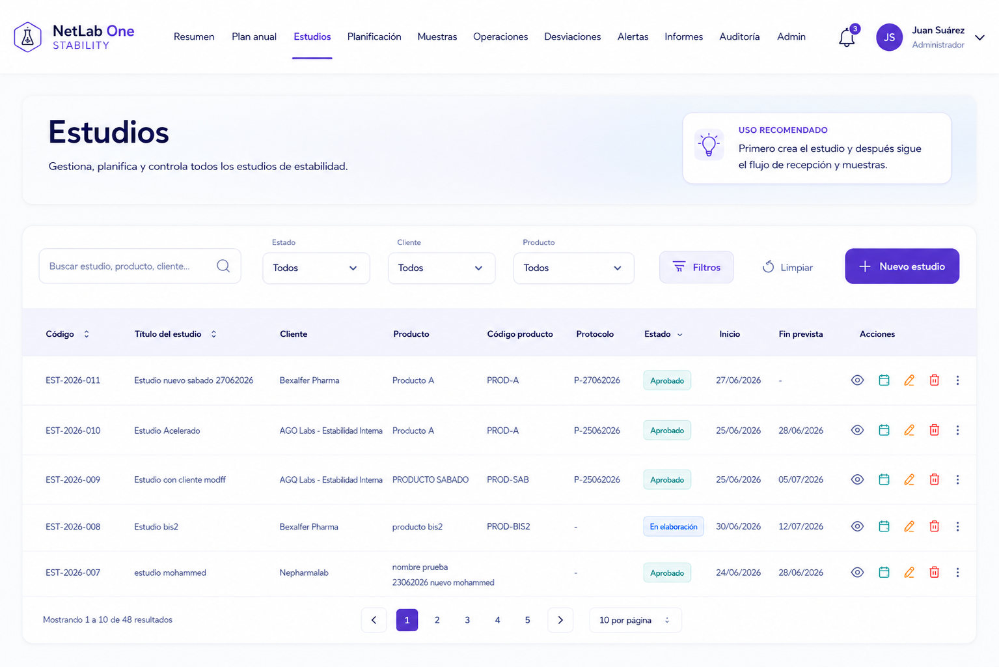 NetLab One
STABILITY
Resumen
Plan anual
Estudios
Planificación
Muestras
Operaciones
Desviaciones
Alertas
Informes
Auditoría
Admin
3
JS
Juan Suárez
Administrador
Estudios
Gestiona, planifica y controla todos los estudios de estabilidad.
USO RECOMENDADO
Primero crea el estudio y después sigue
el flujo de recepción y muestras.
Buscar estudio, producto, cliente...
Estado
Todos
Cliente
Todos
Producto
Todos
Filtros
Limpiar
Nuevo estudio
Código Título del estudio Cliente Producto Código producto Protocolo Estado Inicio Fin prevista Acciones
EST-2026-011 Estudio nuevo sabado 27062026 Bexalfer Pharma Producto A PROD-A P-27062026 Aprobado 27/06/2026 -
EST-2026-010 Estudio Acelerado AGO Labs - Estabilidad Interna Producto A PROD-A P-25062026 Aprobado 25/06/2026 28/06/2026
EST-2026-009 Estudio con cliente modff AGQ Labs - Estabilidad Interna PRODUCTO SABADO PROD-SAB P-25062026 Aprobado 25/06/2026 05/07/2026
EST-2026-008 Estudio bis2 Bexalfer Pharma producto bis2 PROD-BIS2 - En elaboración 30/06/2026 12/07/2026
EST-2026-007 estudio mohammed Nepharmalab nombre prueba
23062026 nuevo mohammed - Aprobado 24/06/2026 28/06/2026
Mostrando 1 a 10 de 48 resultados
1 2 3 4 5
10 por página